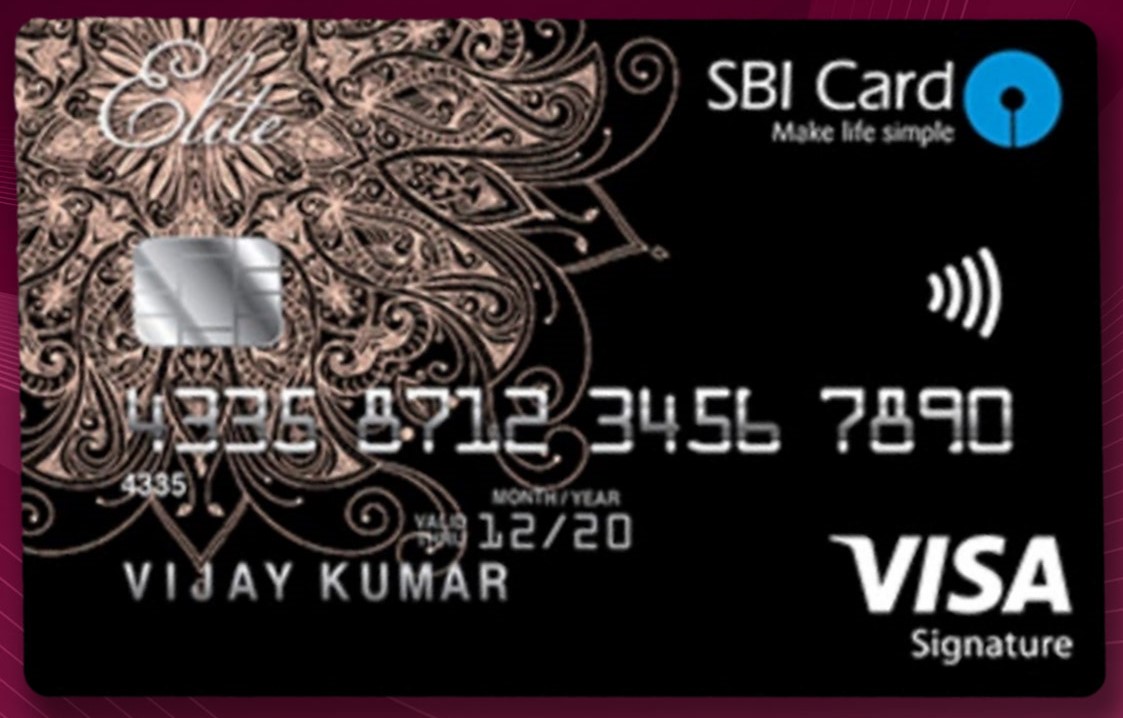 Elite
SBI Card
Make life simple
4335 8712 3456 7890
4335
MONTH/YEAR
VALID THRU 12/20
VIJAY KUMAR
VISA
Signature